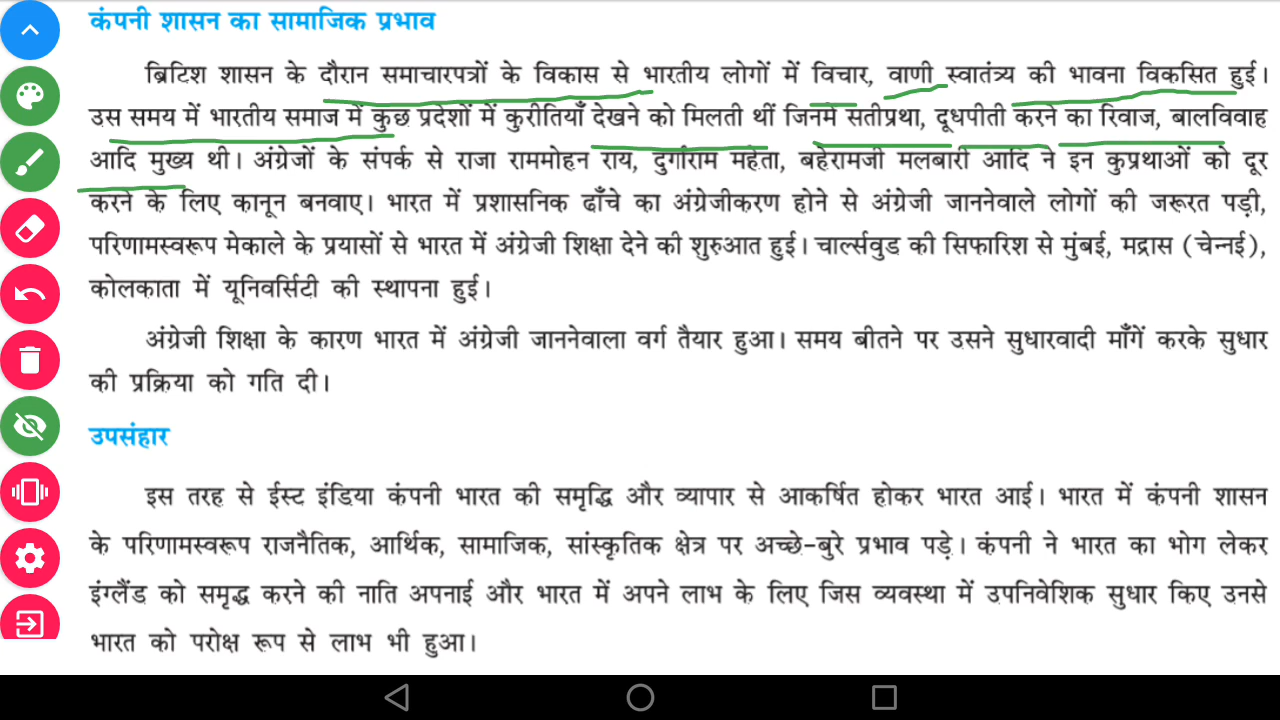 कंपनी शासन का सामाजिक प्रभाव
ब्रिटिश शासन के दौरान समाचारपत्रों के विकास से भारतीय लोगों में विचार, वाणी स्वातंत्र्य की भावना विकसित हुई।
उस समय में भारतीय समाज में कुछ प्रदेशों में कुरीतियाँ देखने को मिलती थीं जिनमें सतीप्रथा, दूधपीती करने का रिवाज, बालविवाह
आदि मुख्य थी। अंग्रेजों के संपर्क से राजा राममोहन राय, दुर्गाराम महेता, बहेरामजी मलबारी आदि ने इन कुप्रथाओं को दूर
करने के लिए कानून बनवाए। भारत में प्रशासनिक ढाँचे का अंग्रेजीकरण होने से अंग्रेजी जाननेवाले लोगों की जरूरत पड़ी,
परिणामस्वरूप मेकाले के प्रयासों से भारत में अंग्रेजी शिक्षा देने की शुरुआत हुई। चार्ल्सवुड की सिफारिश से मुंबई, मद्रास (चेन्नई),
कोलकाता में यूनिवर्सिटी की स्थापना हुई।
अंग्रेजी शिक्षा के कारण भारत में अंग्रेजी जाननेवाला वर्ग तैयार हुआ। समय बीतने पर उसने सुधारवादी माँगें करके सुधार
की प्रक्रिया को गति दी।
उपसंहार
इस तरह से ईस्ट इंडिया कंपनी भारत की समृद्धि और व्यापार से आकर्षित होकर भारत आई। भारत में कंपनी शासन
के परिणामस्वरूप राजनैतिक, आर्थिक, सामाजिक, सांस्कृतिक क्षेत्र पर अच्छे-बुरे प्रभाव पड़े। कंपनी ने भारत का भोग लेकर
इंग्लैंड को समृद्ध करने की नाति अपनाई और भारत में अपने लाभ के लिए जिस व्यवस्था में उपनिवेशिक सुधार किए उनसे
भारत को परोक्ष रूप से लाभ भी हुआ।